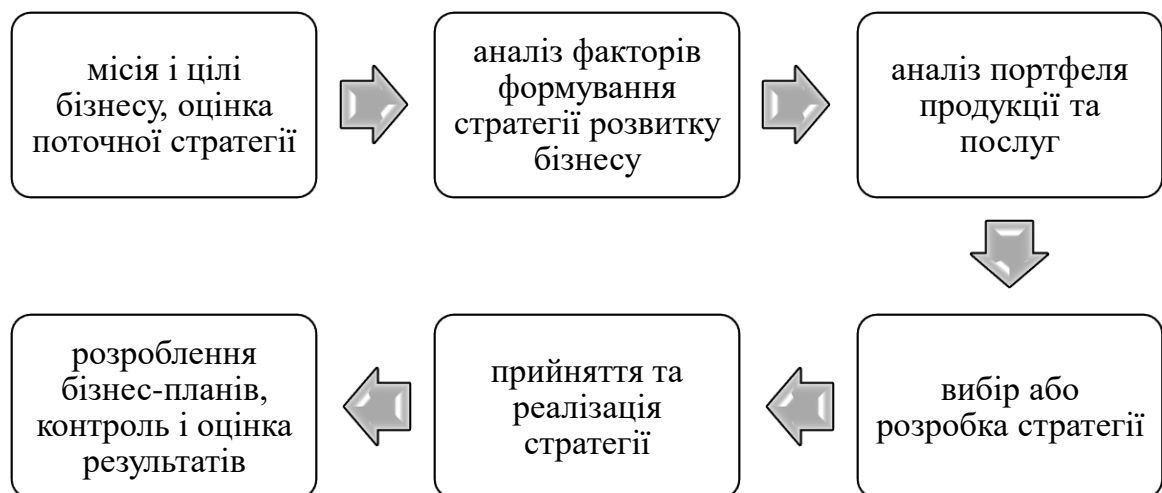 місія і цілі
бізнесу, оцінка
поточної стратегії
аналіз факторів
формування
стратегії розвитку
бізнесу
аналіз портфеля
продукції та
послуг
вибір або
розробка стратегії
прийняття та
реалізація
стратегії
розроблення
бізнес-планів,
контроль і оцінка
результатів